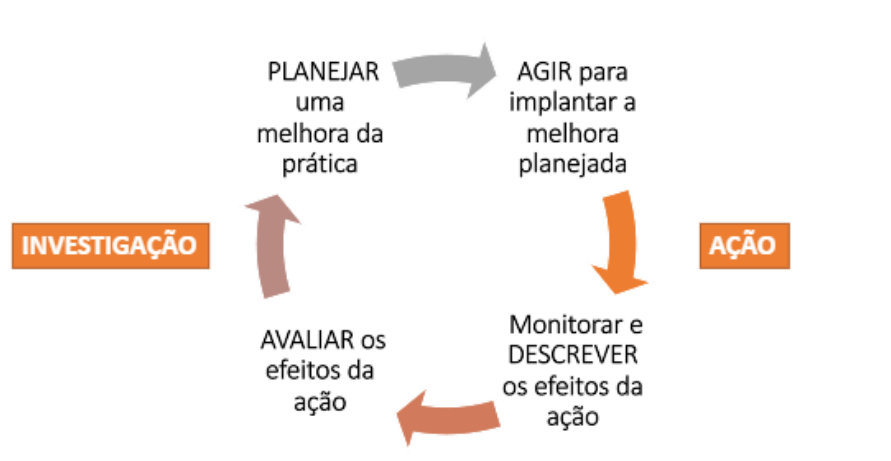 PLANEJAR
uma
melhora da
prática
AGIR para
implantar a
melhora
planejada
INVESTIGAÇÃO
AÇÃO
Monitorar e
DESCREVER
os efeitos da
ação
AVALIAR os
efeitos da
ação